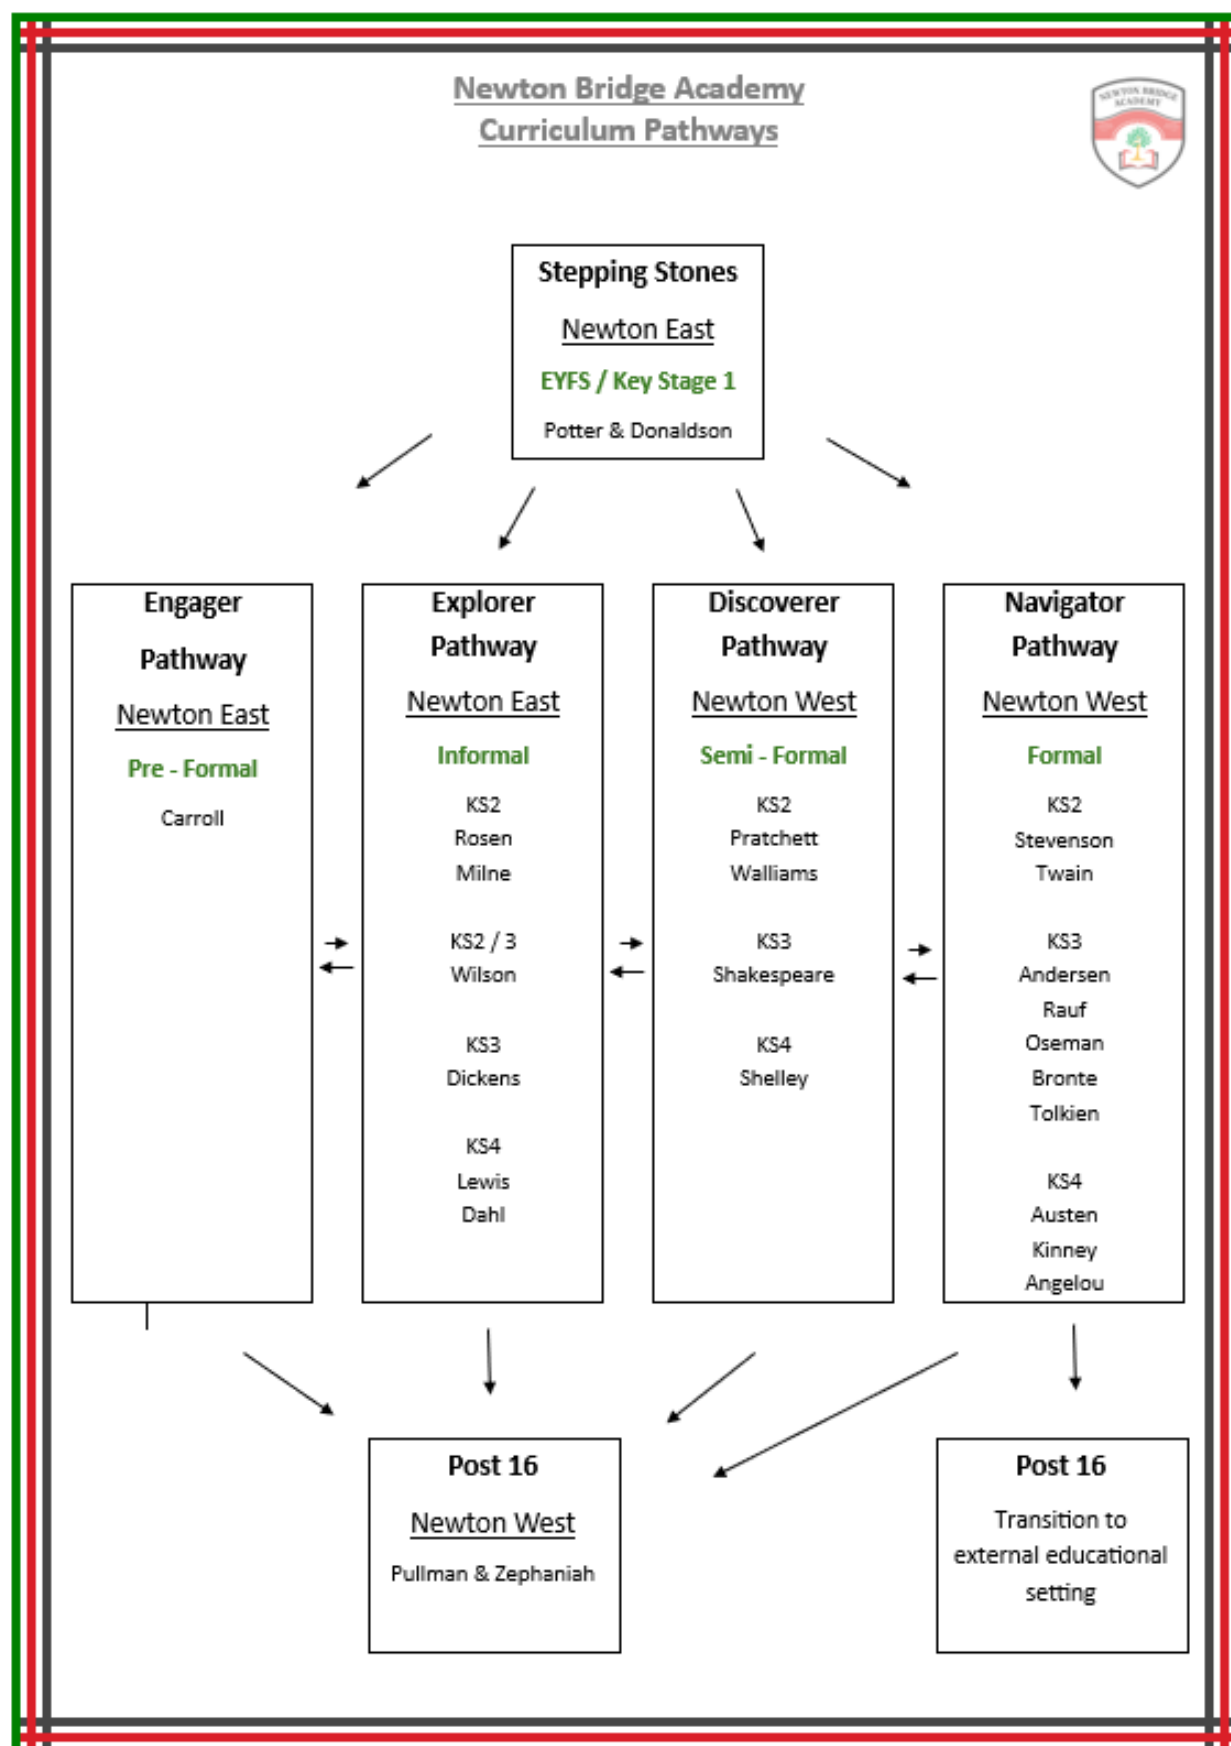 Newton Bridge Academy
Curriculum Pathways
NEWTON BRIDGE
ACADEMY
Stepping Stones
Newton East
EYFS / Key Stage 1
Potter & Donaldson
Engager
Pathway
Newton East
Pre - Formal
Carroll
Explorer
Pathway
Newton East
Informal
KS2
Rosen
Milne
KS2 / 3
Wilson
KS3
Dickens
KS4
Lewis
Dahl
Discoverer
Pathway
Newton West
Semi - Formal
KS2
Pratchett
Walliams
KS3
Shakespeare
KS4
Shelley
Navigator
Pathway
Newton West
Formal
KS2
Stevenson
Twain
KS3
Andersen
Rauf
Oseman
Bronte
Tolkien
KS4
Austen
Kinney
Angelou
Post 16
Newton West
Pullman & Zephaniah
Post 16
Transition to
external educational
setting